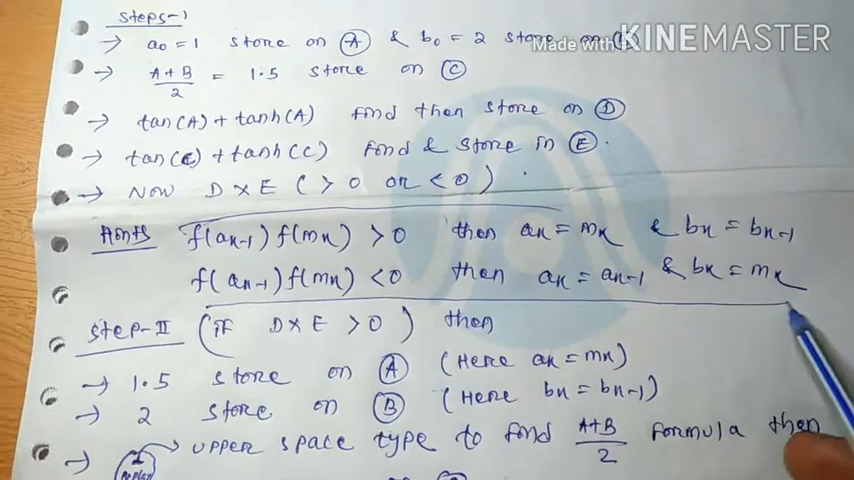 Steps-1
→ a₀ = 1 store on A & b₀ = 2 store on B
Made with KINEMASTER
→ A+B/2 = 1.5 store on C
→ tan(A) + tanh(A) find then store on D
→ tan(C) + tanh(C) find & store in E.
→ NOW D×E (>0 or <0).
Hints f(aₙ₋₁) f(mₙ) >0 then aₙ = mₙ & bₙ = bₙ₋₁
f(aₙ₋₁) f(mₙ) <0 then aₙ = aₙ₋₁ & bₙ = mₙ
Step-II (if D×E >0) then
→ 1.5 store on A (Here aₙ = mₙ)
→ 2 store on B (Here bₙ = bₙ₋₁)
→ Replay → upper space type to find A+B/2 formula then